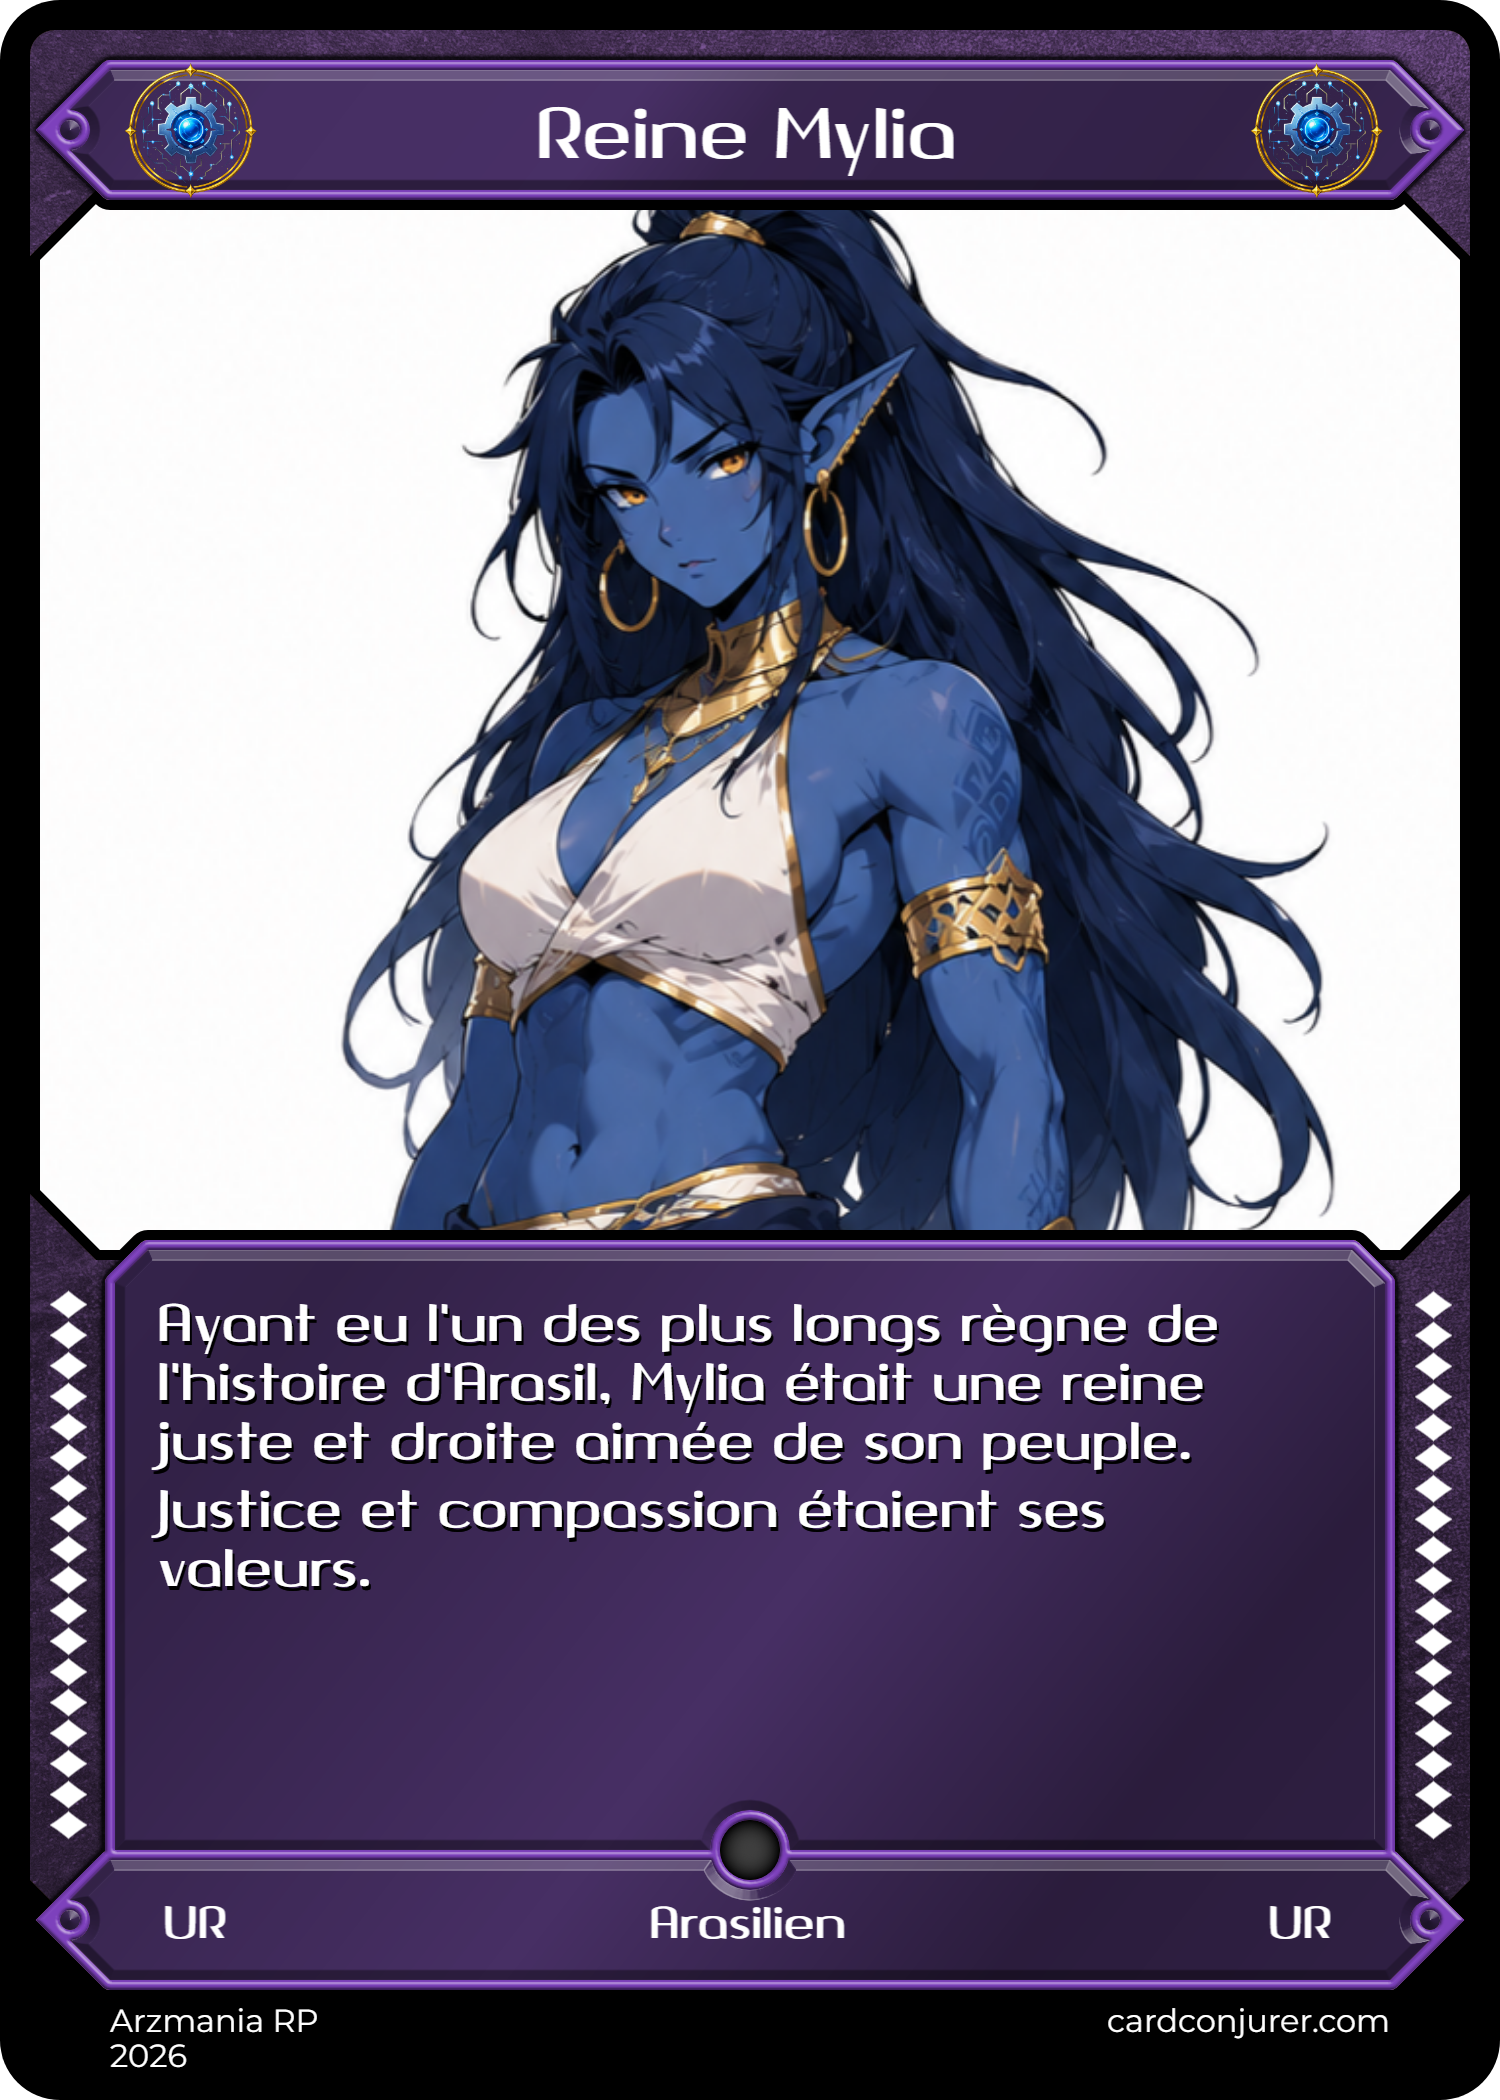 Reine Mylia
Ayant eu l'un des plus longs règne de
l'histoire d'Arasil, Mylia était une reine
juste et droite aimée de son peuple.
Justice et compassion étaient ses
valeurs.
UR Arasilien UR
Arzmania RP cardconjurer.com
2026